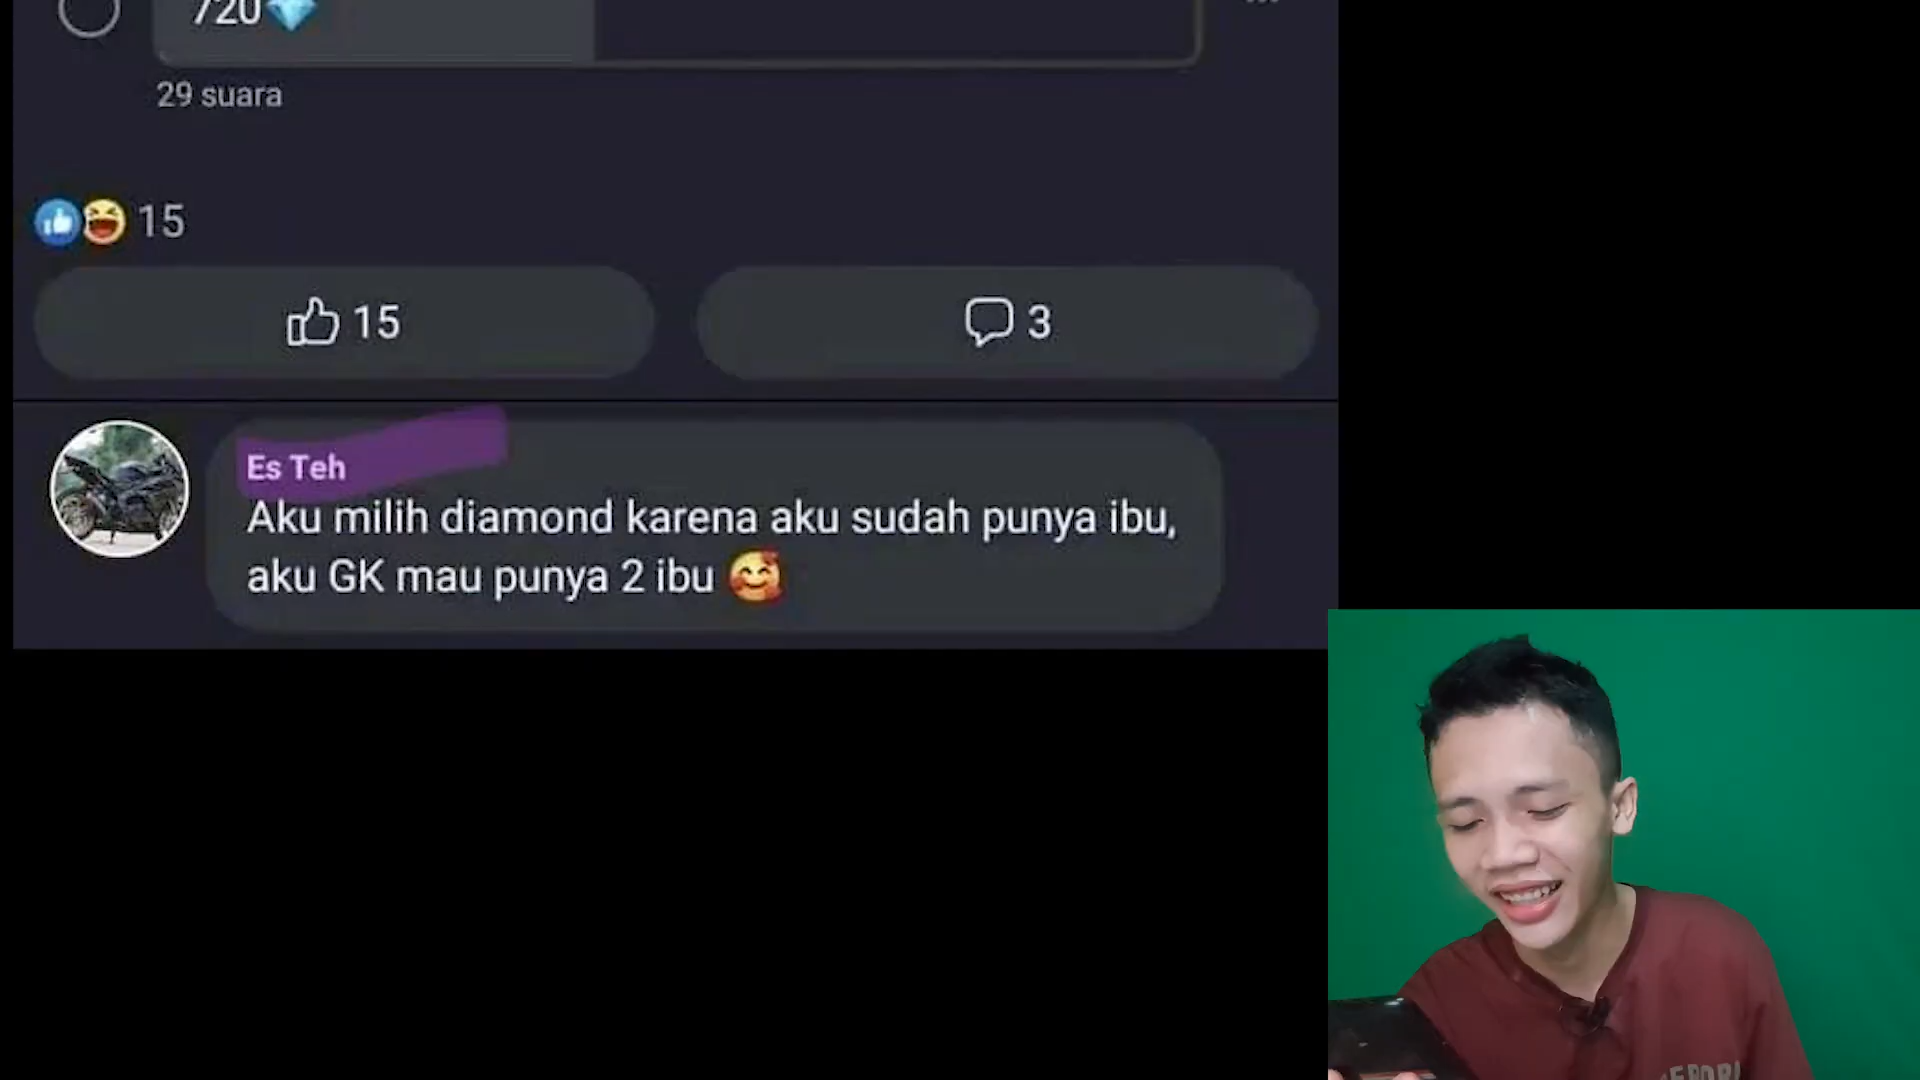 720💎
29 suara
15
15
3
Es Teh
Aku milih diamond karena aku sudah punya ibu,
aku GK mau punya 2 ibu 🥰